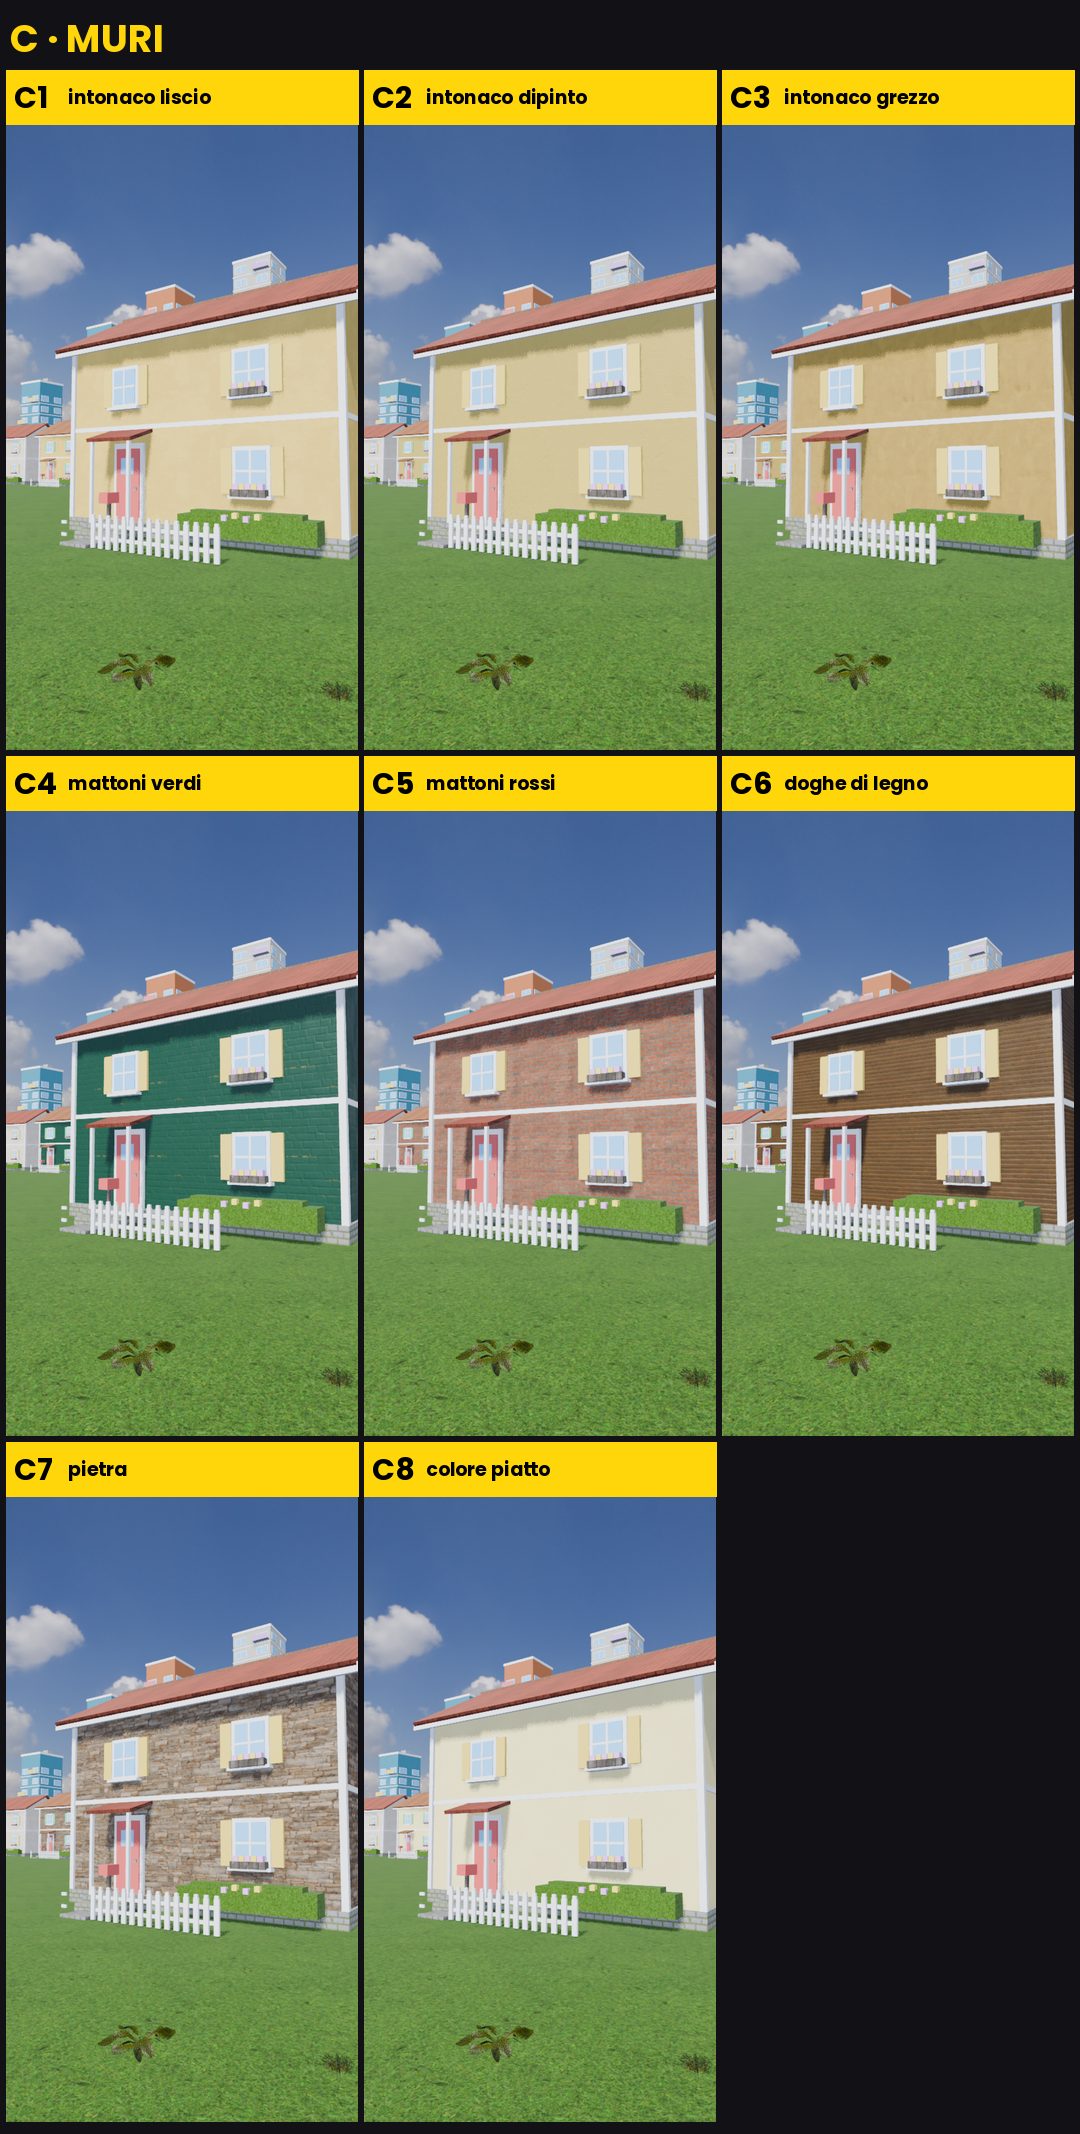 C · MURI
C1 intonaco liscio
C2 intonaco dipinto
C3 intonaco grezzo
C4 mattoni verdi
C5 mattoni rossi
C6 doghe di legno
C7 pietra
C8 colore piatto